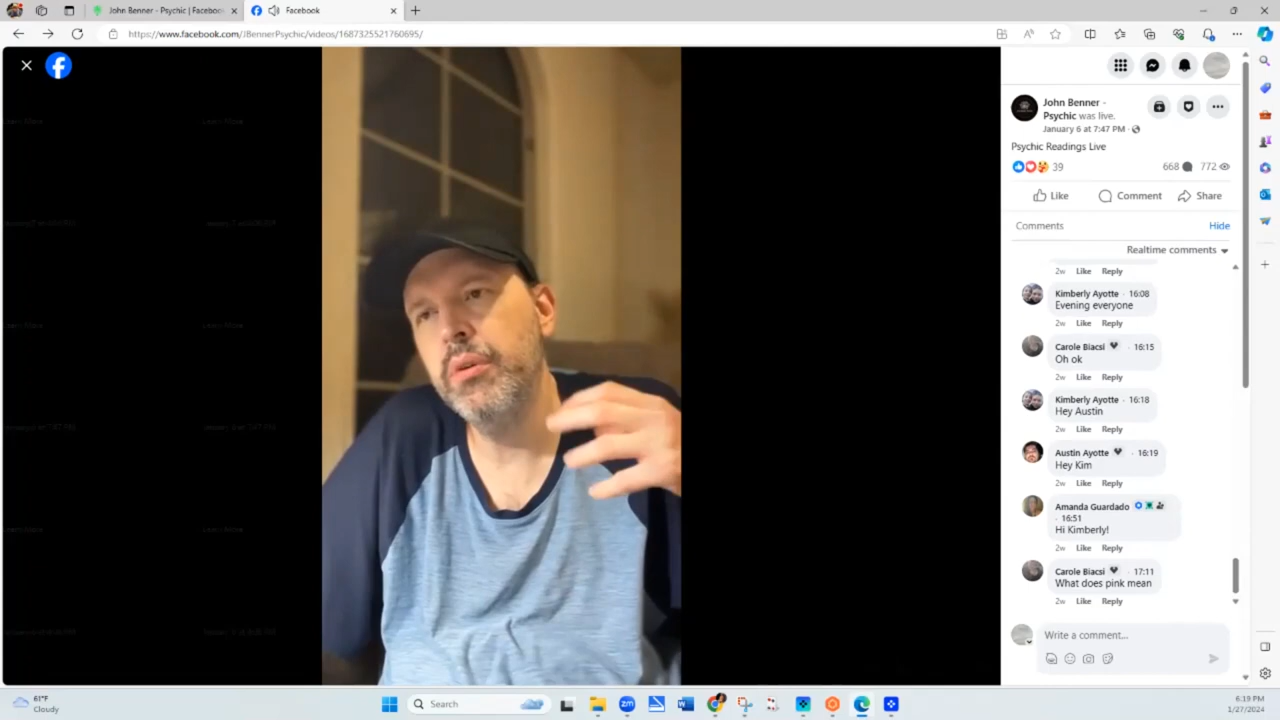 John Benner - Psychic | Facebook
Facebook
https://www.facebook.com/JBennerPsychic/videos/1687325521760695/
John Benner -
Psychic was live.
January 6 at 7:47 PM
Psychic Readings Live
39
668
772
Like
Comment
Share
Comments
Hide
Realtime comments
2w Like Reply
Kimberly Ayotte · 16:08
Evening everyone
2w Like Reply
Carole Biacsi · 16:15
Oh ok
2w Like Reply
Kimberly Ayotte · 16:18
Hey Austin
2w Like Reply
Austin Ayotte · 16:19
Hey Kim
2w Like Reply
Amanda Guardado
· 16:51
Hi Kimberly!
2w Like Reply
Carole Biacsi · 17:11
What does pink mean
2w Like Reply
Write a comment...
61°F
Cloudy
Search
zm
6:19 PM
1/27/2024